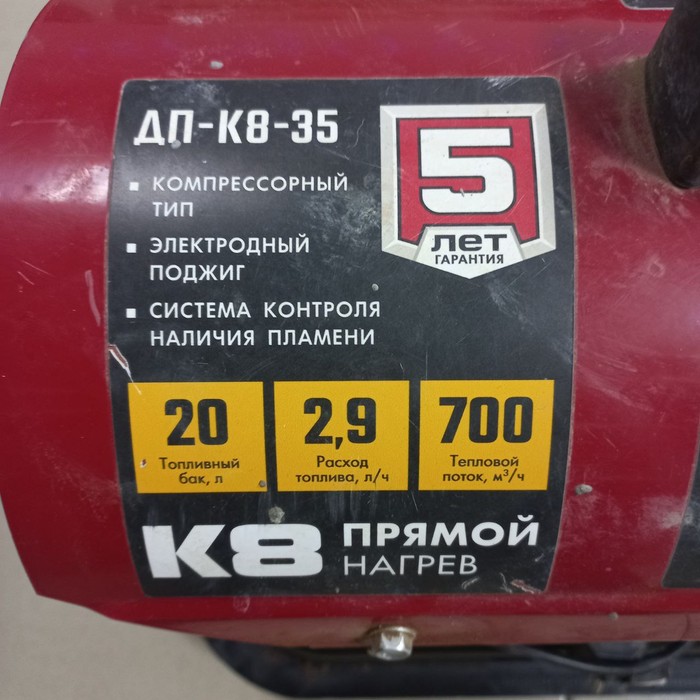 ДП-К8-35
5
лет
ГАРАНТИЯ
▪ КОМПРЕССОРНЫЙ
ТИП
▪ ЭЛЕКТРОДНЫЙ
ПОДЖИГ
▪ СИСТЕМА КОНТРОЛЯ
НАЛИЧИЯ ПЛАМЕНИ
20
Топливный
бак, л
2,9
Расход
топлива, л/ч
700
Тепловой
поток, м³/ч
К8
ПРЯМОЙ
НАГРЕВ